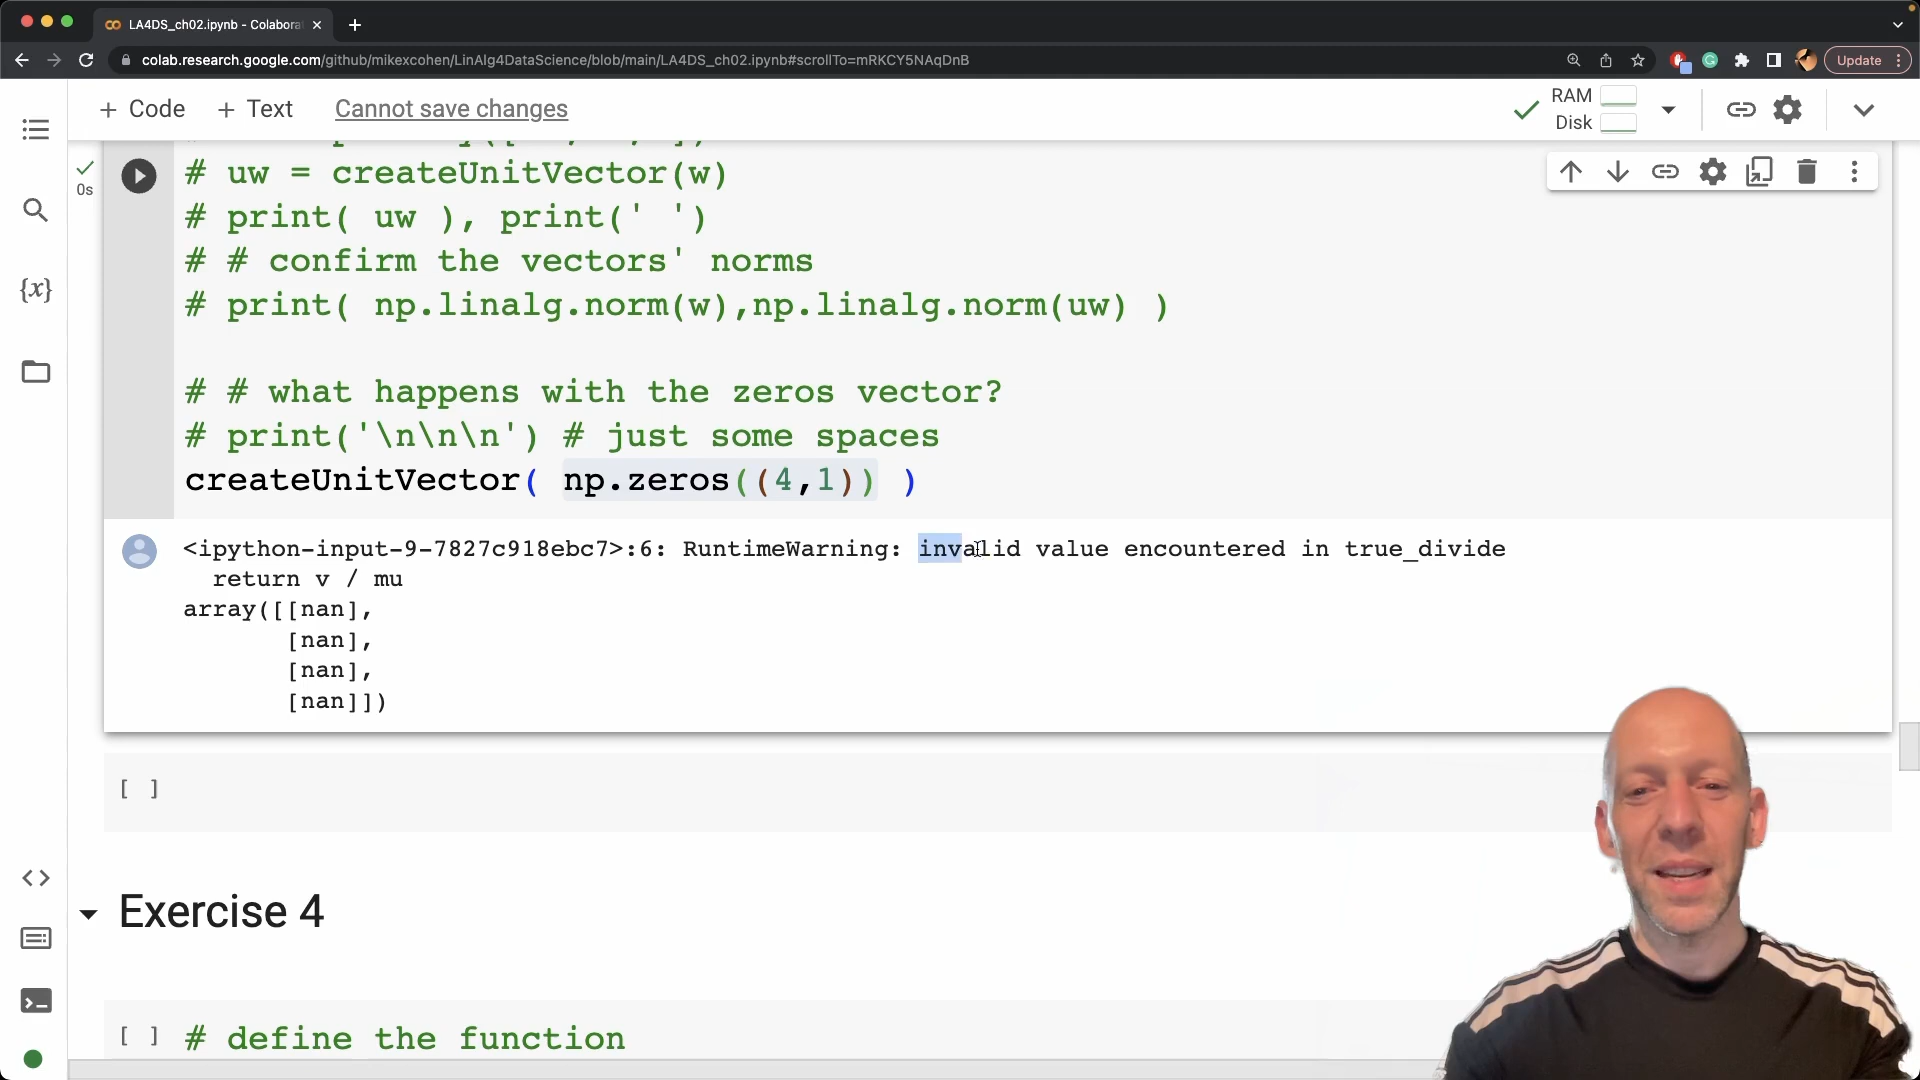 LA4DS_ch02.ipynb - Colabora
colab.research.google.com/github/mikexcohen/LinAlg4DataScience/blob/main/LA4DS_ch02.ipynb#scrollTo=mRKCY5NAqDnB
Update
+ Code + Text Cannot save changes
RAM
Disk
0s
# uw = createUnitVector(w)
# print( uw ), print(' ')
# # confirm the vectors' norms
# print( np.linalg.norm(w),np.linalg.norm(uw) )
# # what happens with the zeros vector?
# print('\n\n\n') # just some spaces
createUnitVector( np.zeros((4,1)) )
<ipython-input-9-7827c918ebc7>:6: RuntimeWarning: invalid value encountered in true_divide
return v / mu
array([[nan],
[nan],
[nan],
[nan]])
[ ]
Exercise 4
[ ] # define the function
{x}